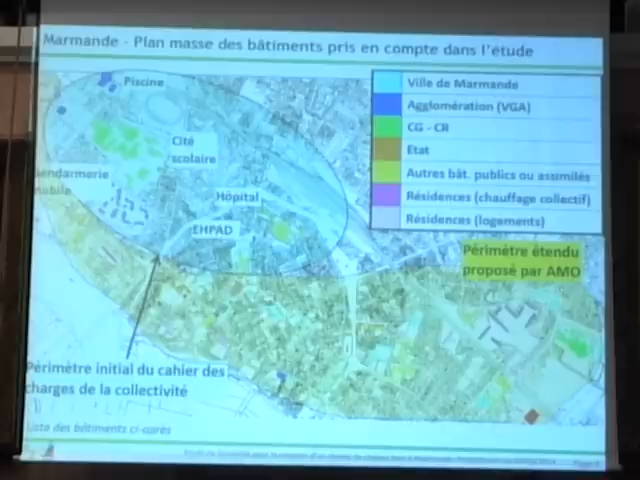 Marmande - Plan masse des bâtiments pris en compte dans l'étude
Piscine
Cité
scolaire
Gendarmerie
mobile
Hôpital
EHPAD
Ville de Marmande
Agglomération (VGA)
CG - CR
Etat
Autres bât. publics ou assimilés
Résidences (chauffage collectif)
Résidences (logements)
Périmètre étendu
proposé par AMO
Périmètre initial du cahier des
charges de la collectivité
Liste des bâtiments ci-après